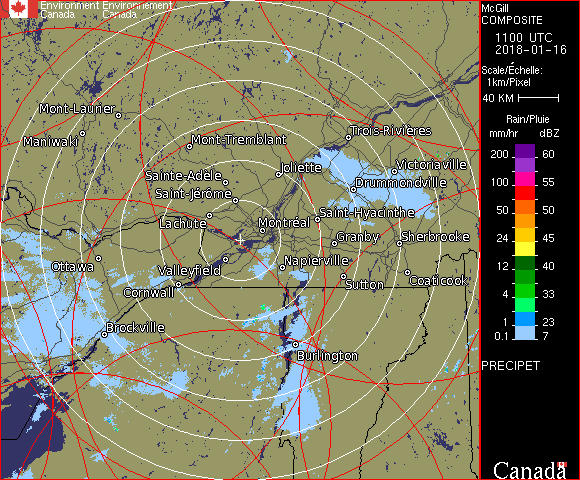 Environment Environnement
Canada Canada
McGill
COMPOSITE
1100 UTC
2018-01-16
Scale/Échelle:
1km/Pixel
40 KM
Rain/Pluie
mm/hr dBZ
200 60
55
100 55
50 50
24 45
12 40
4 33
1 23
0.1 7
PRECIPET
Canada
Mont-Laurier
Maniwaki
Mont-Tremblant
Trois-Rivières
Sainte-Adèle
Joliette
Victoriaville
Saint-Jérôme
Drummondville
Lachute
Montréal
Saint-Hyacinthe
Granby
Sherbrooke
Ottawa
Valleyfield
Napierville
Cornwall
Sutton
Coaticook
Brockville
Burlington